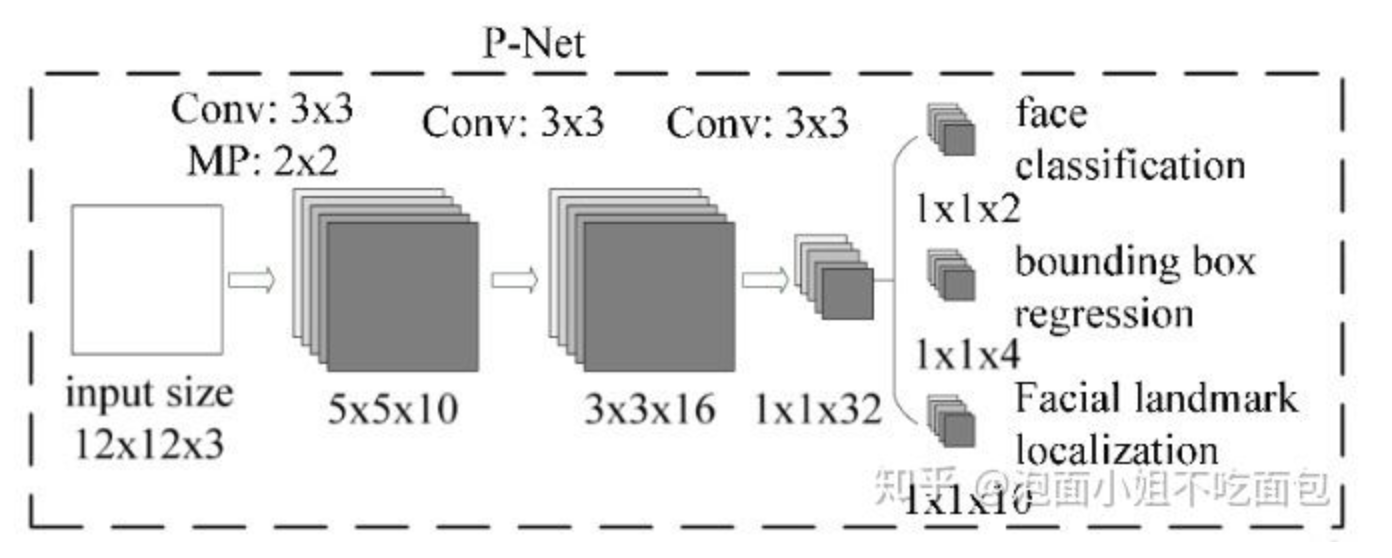 P-Net
Conv: 3x3
MP: 2x2
Conv: 3x3
Conv: 3x3
face
classification
1x1x2
bounding box
regression
1x1x4
Facial landmark
localization
1x1x10
input size
12x12x3
5x5x10
3x3x16
1x1x32
知乎 @泡面小姐不吃面包